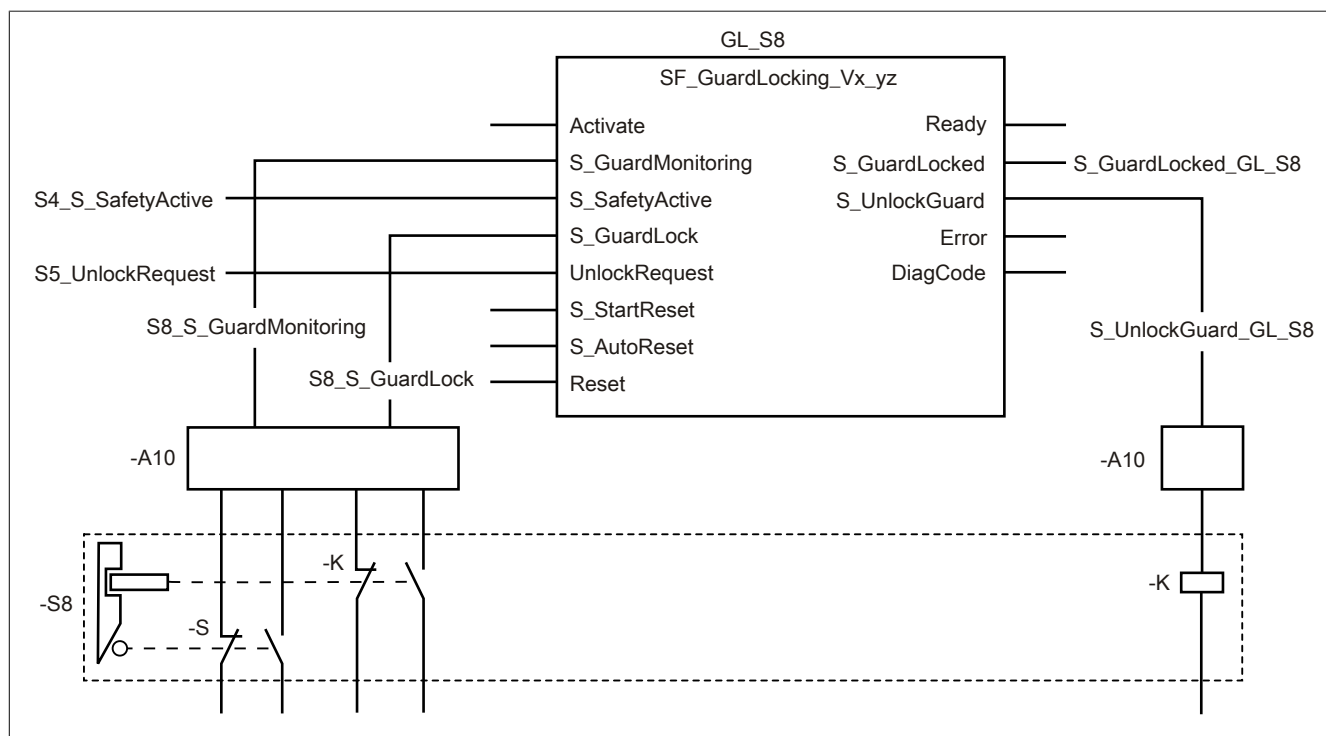 GL_S8
SF_GuardLocking_Vx_yz
Activate
Ready
S_GuardMonitoring
S_GuardLocked
S_GuardLocked_GL_S8
S4_S_SafetyActive
S_SafetyActive
S_UnlockGuard
S_GuardLock
Error
S5_UnlockRequest
UnlockRequest
DiagCode
S_StartReset
S8_S_GuardMonitoring
S_UnlockGuard_GL_S8
S_AutoReset
S8_S_GuardLock
Reset
-A10
-A10
-K
-K
-S8
-S